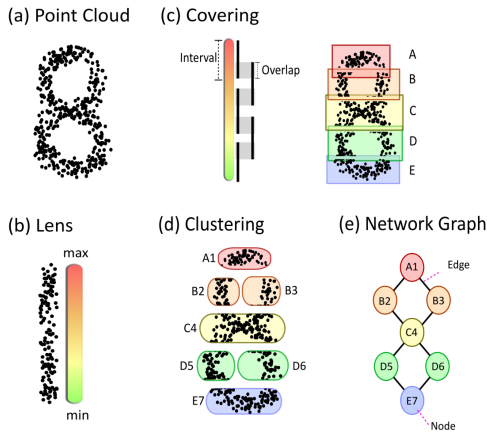 (a) Point Cloud
(c) Covering
Interval
Overlap
A
B
C
D
E
(b) Lens
max
min
(d) Clustering
A1
B2
B3
C4
D5
D6
E7
(e) Network Graph
A1
Edge
B2
B3
C4
D5
D6
E7
Node